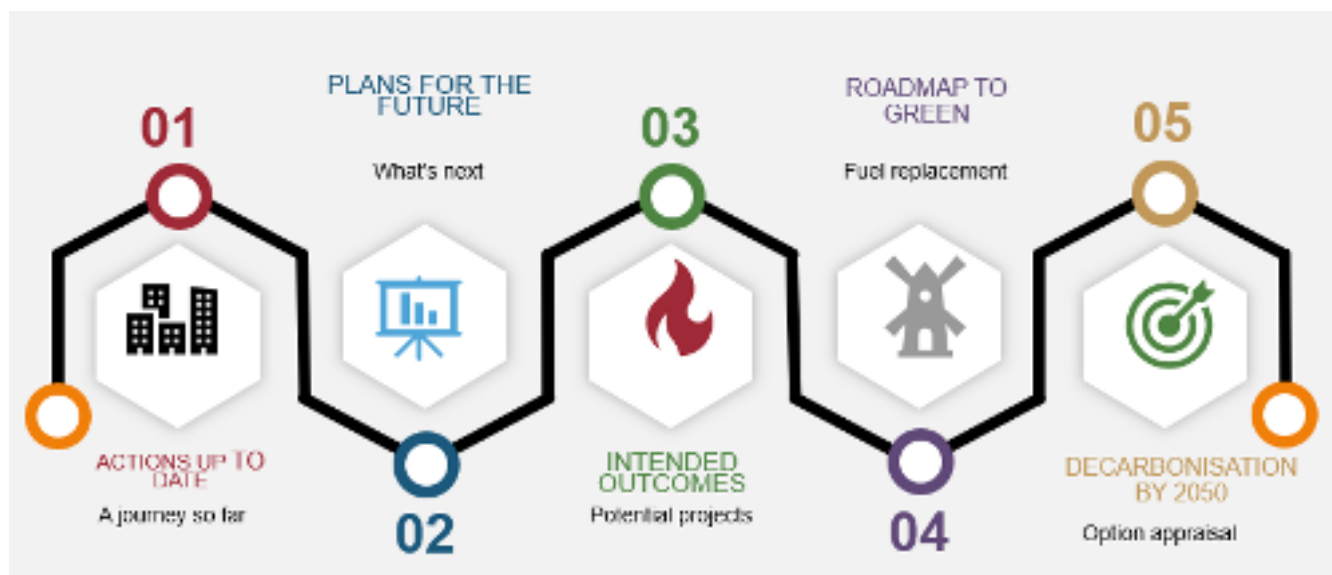 01
ACTIONS UP TO
DATE
A journey so far
PLANS FOR THE
FUTURE
What's next
02
03
INTENDED
OUTCOMES
Potential projects
ROADMAP TO
GREEN
Fuel replacement
04
05
DECARBONISATION
BY 2050
Option appraisal